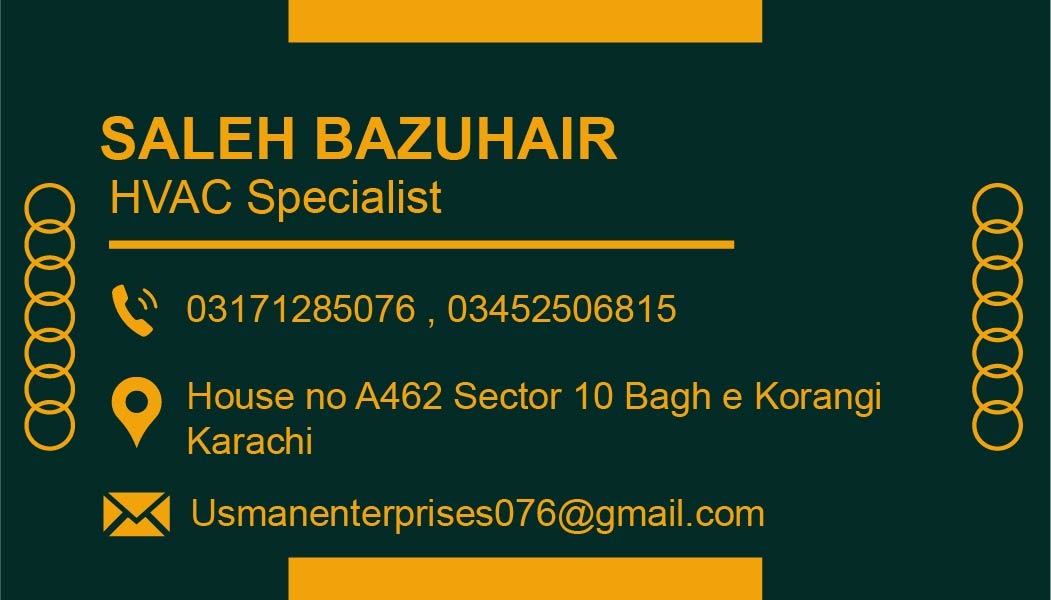 SALEH BAZUHAIR
HVAC Specialist
03171285076 , 03452506815
House no A462 Sector 10 Bagh e Korangi
Karachi
Usmanenterprises076@gmail.com